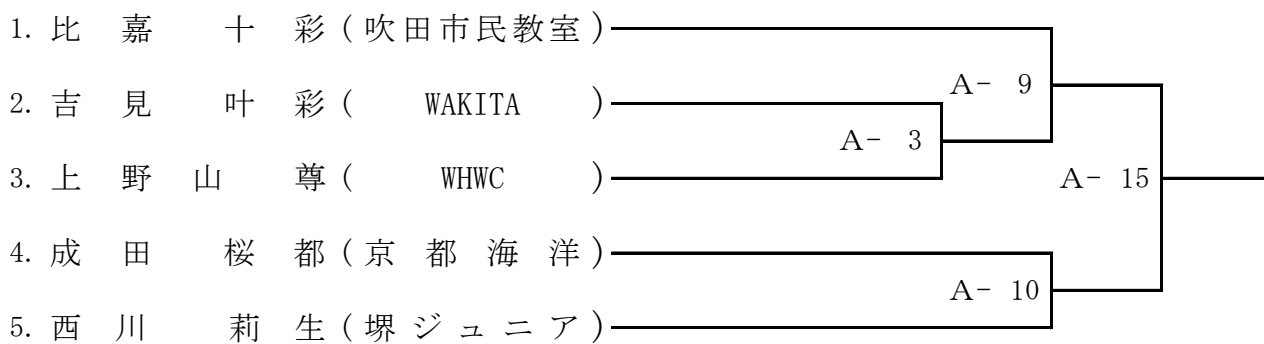 1. 比嘉 十彩 (吹田市民教室)
A- 9
2. 吉見 叶彩 ( WAKITA )
A- 3
3. 上野山 尊 ( WHWC )
A- 15
4. 成田 桜都 (京都海洋)
A- 10
5. 西川 莉生 (堺ジュニア)